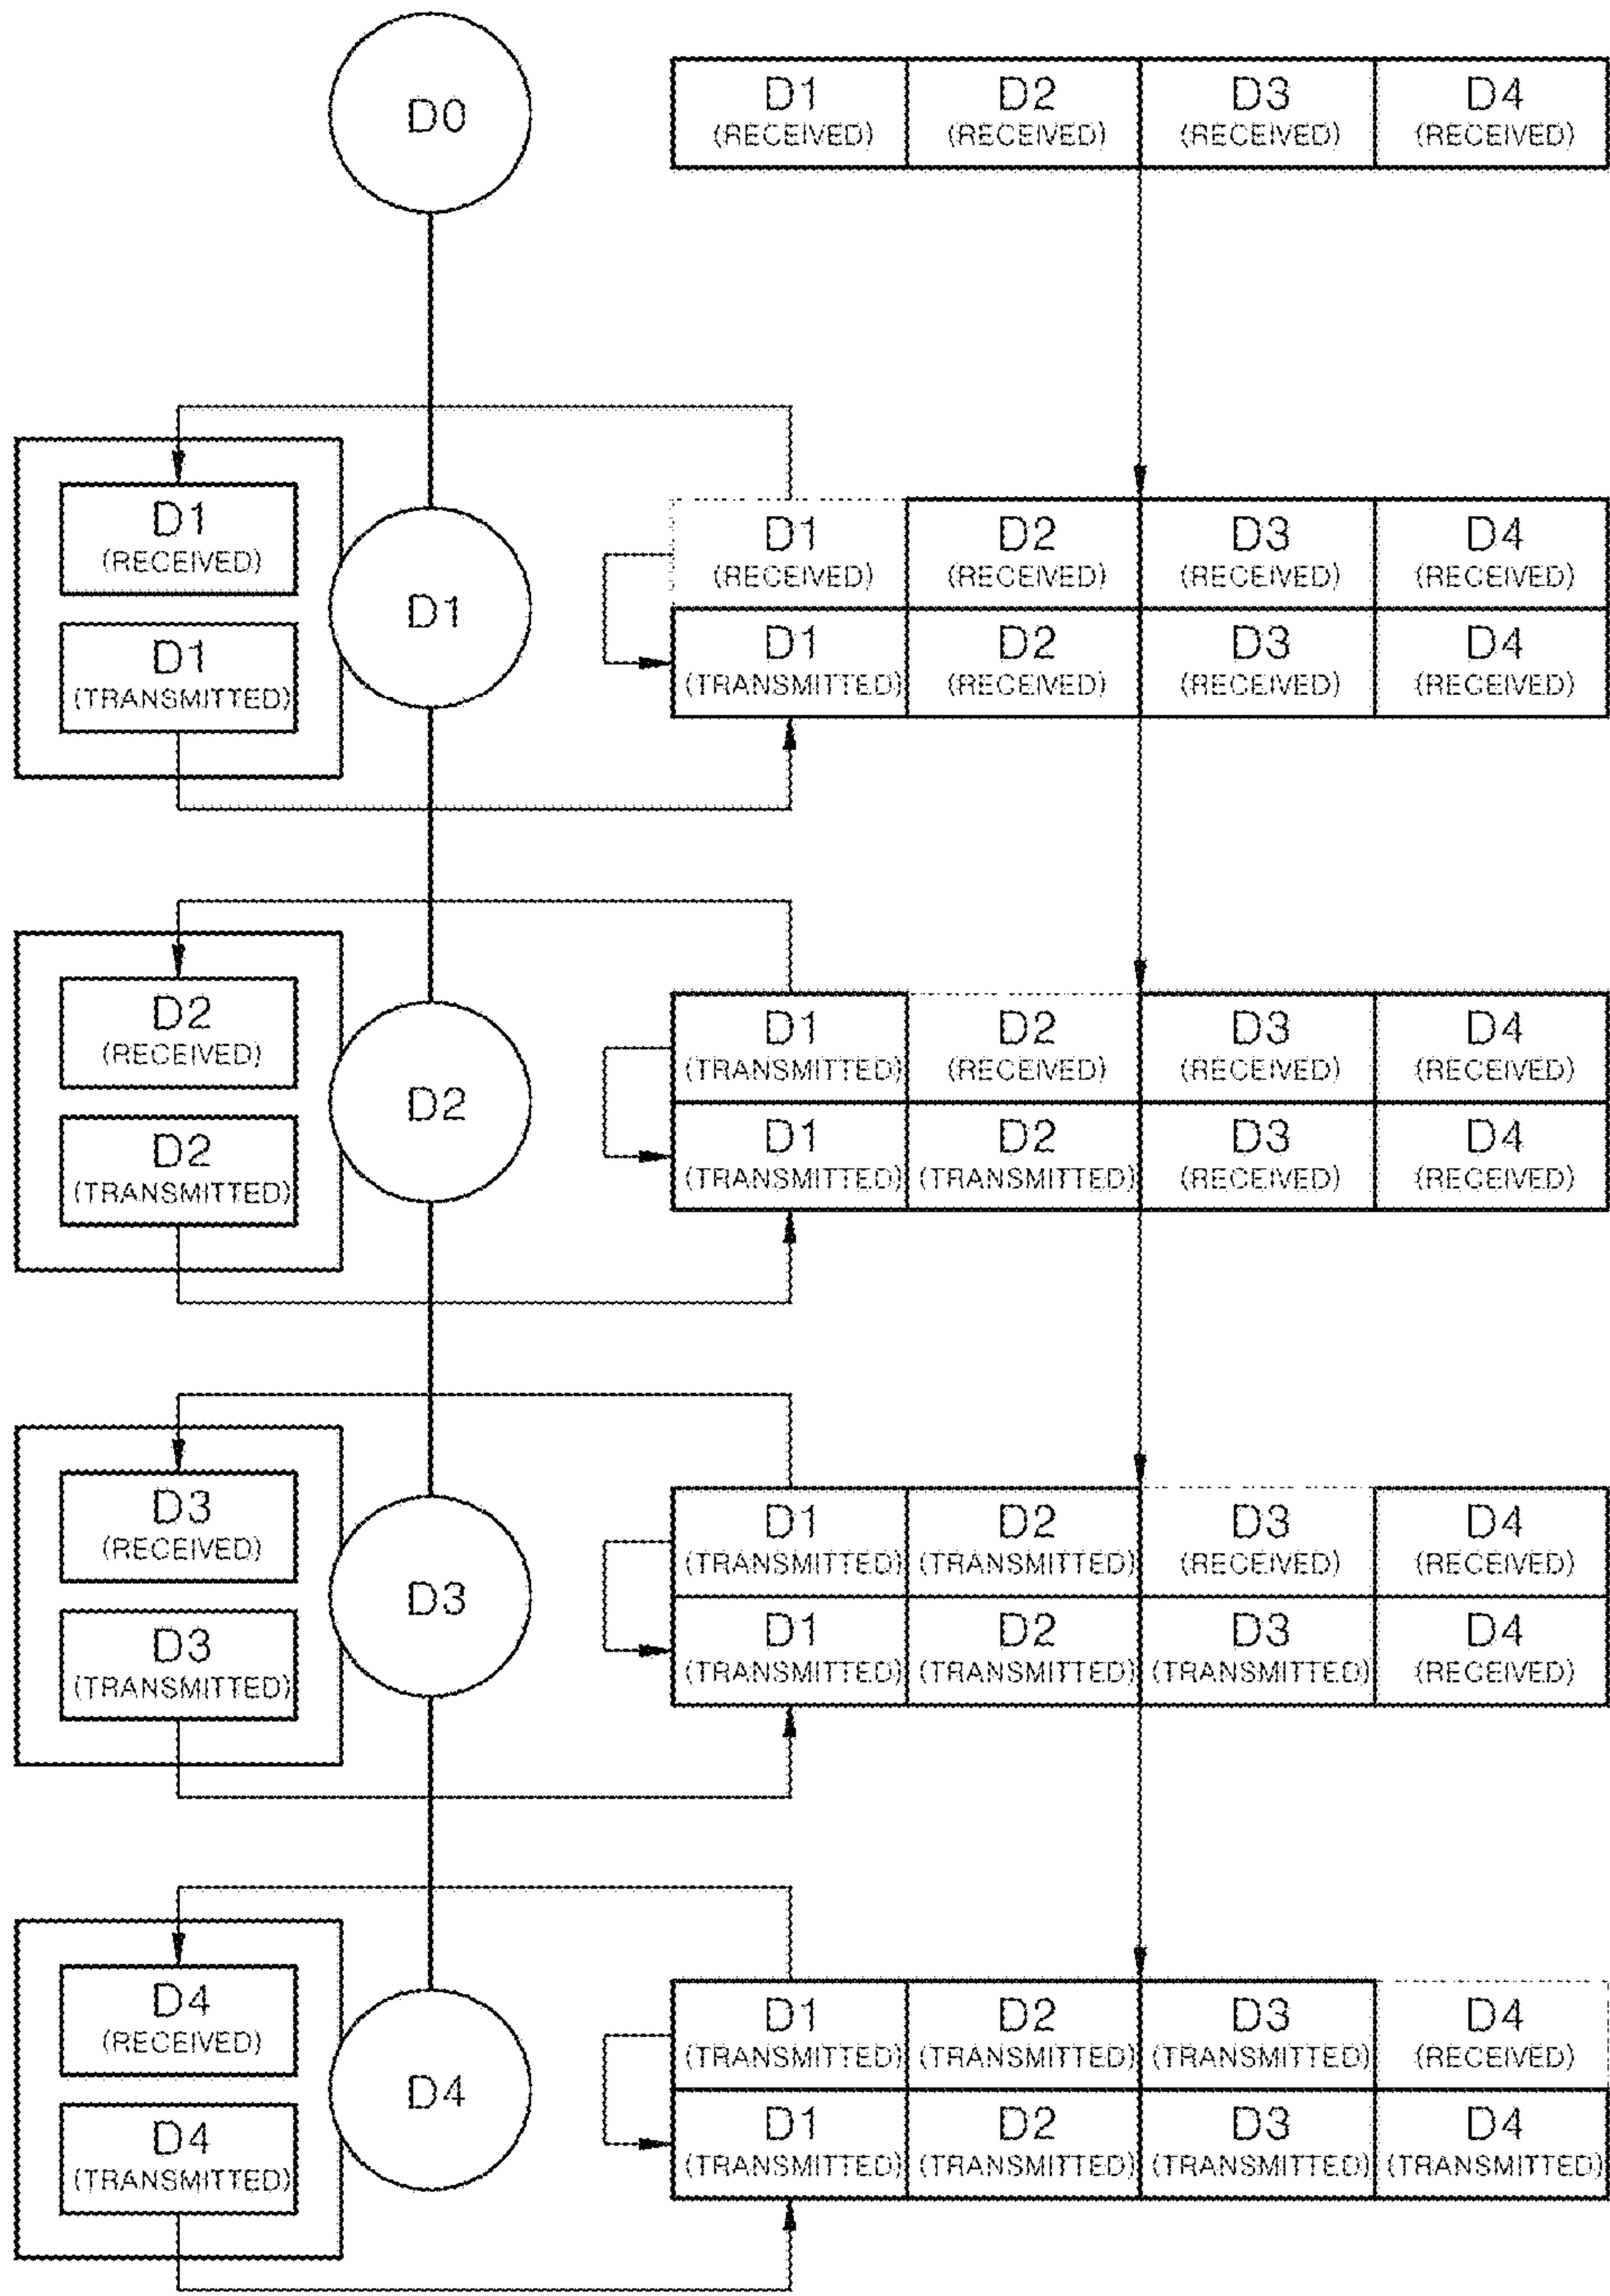 D0
D1 D2 D3 D4
(RECEIVED) (RECEIVED) (RECEIVED) (RECEIVED)
D1
(RECEIVED)
D1
(TRANSMITTED)
D1
D1 D2 D3 D4
(RECEIVED) (RECEIVED) (RECEIVED) (RECEIVED)
D1 D2 D3 D4
(TRANSMITTED) (RECEIVED) (RECEIVED) (RECEIVED)
D2
(RECEIVED)
D2
(TRANSMITTED)
D2
D1 D2 D3 D4
(TRANSMITTED) (RECEIVED) (RECEIVED) (RECEIVED)
D1 D2 D3 D4
(TRANSMITTED) (TRANSMITTED) (RECEIVED) (RECEIVED)
D3
(RECEIVED)
D3
(TRANSMITTED)
D3
D1 D2 D3 D4
(TRANSMITTED) (TRANSMITTED) (RECEIVED) (RECEIVED)
D1 D2 D3 D4
(TRANSMITTED) (TRANSMITTED) (TRANSMITTED) (RECEIVED)
D4
(RECEIVED)
D4
(TRANSMITTED)
D4
D1 D2 D3 D4
(TRANSMITTED) (TRANSMITTED) (TRANSMITTED) (RECEIVED)
D1 D2 D3 D4
(TRANSMITTED) (TRANSMITTED) (TRANSMITTED) (TRANSMITTED)